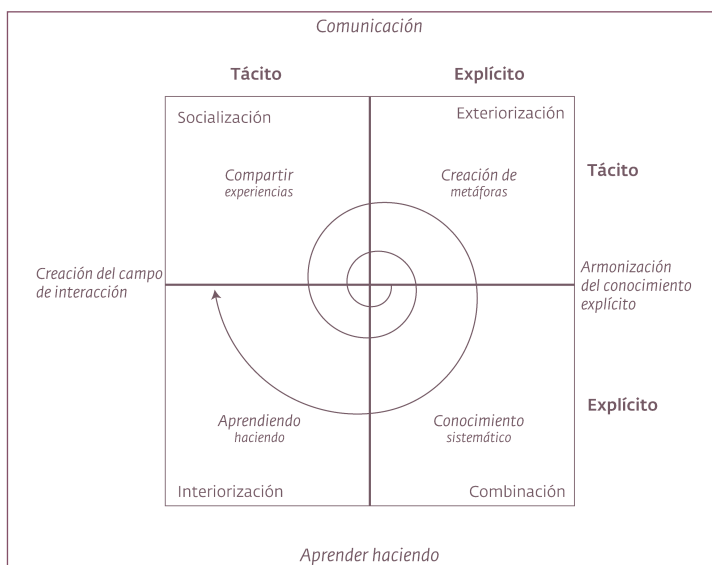 Comunicación
Tácito
Explícito
Socialización
Exteriorización
Compartir
experiencias
Creación de
metáforas
Tácito
Creación del campo
de interacción
Armonización
del conocimiento
explícito
Explícito
Aprendiendo
haciendo
Conocimiento
sistemático
Interiorización
Combinación
Aprender haciendo